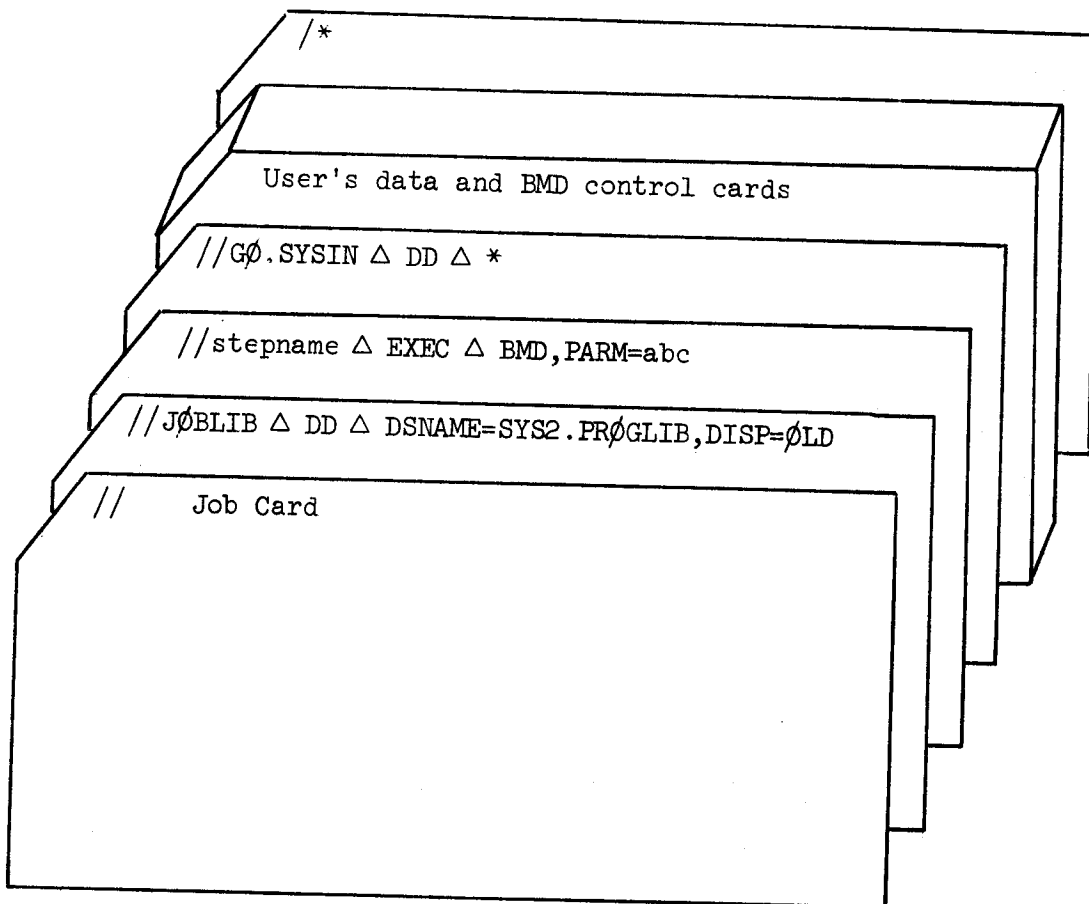 /*
User's data and BMD control cards
//GØ.SYSIN △ DD △ *
//stepname △ EXEC △ BMD,PARM=abc
//JØBLIB △ DD △ DSNAME=SYS2.PRØGLIB,DISP=ØLD
// Job Card